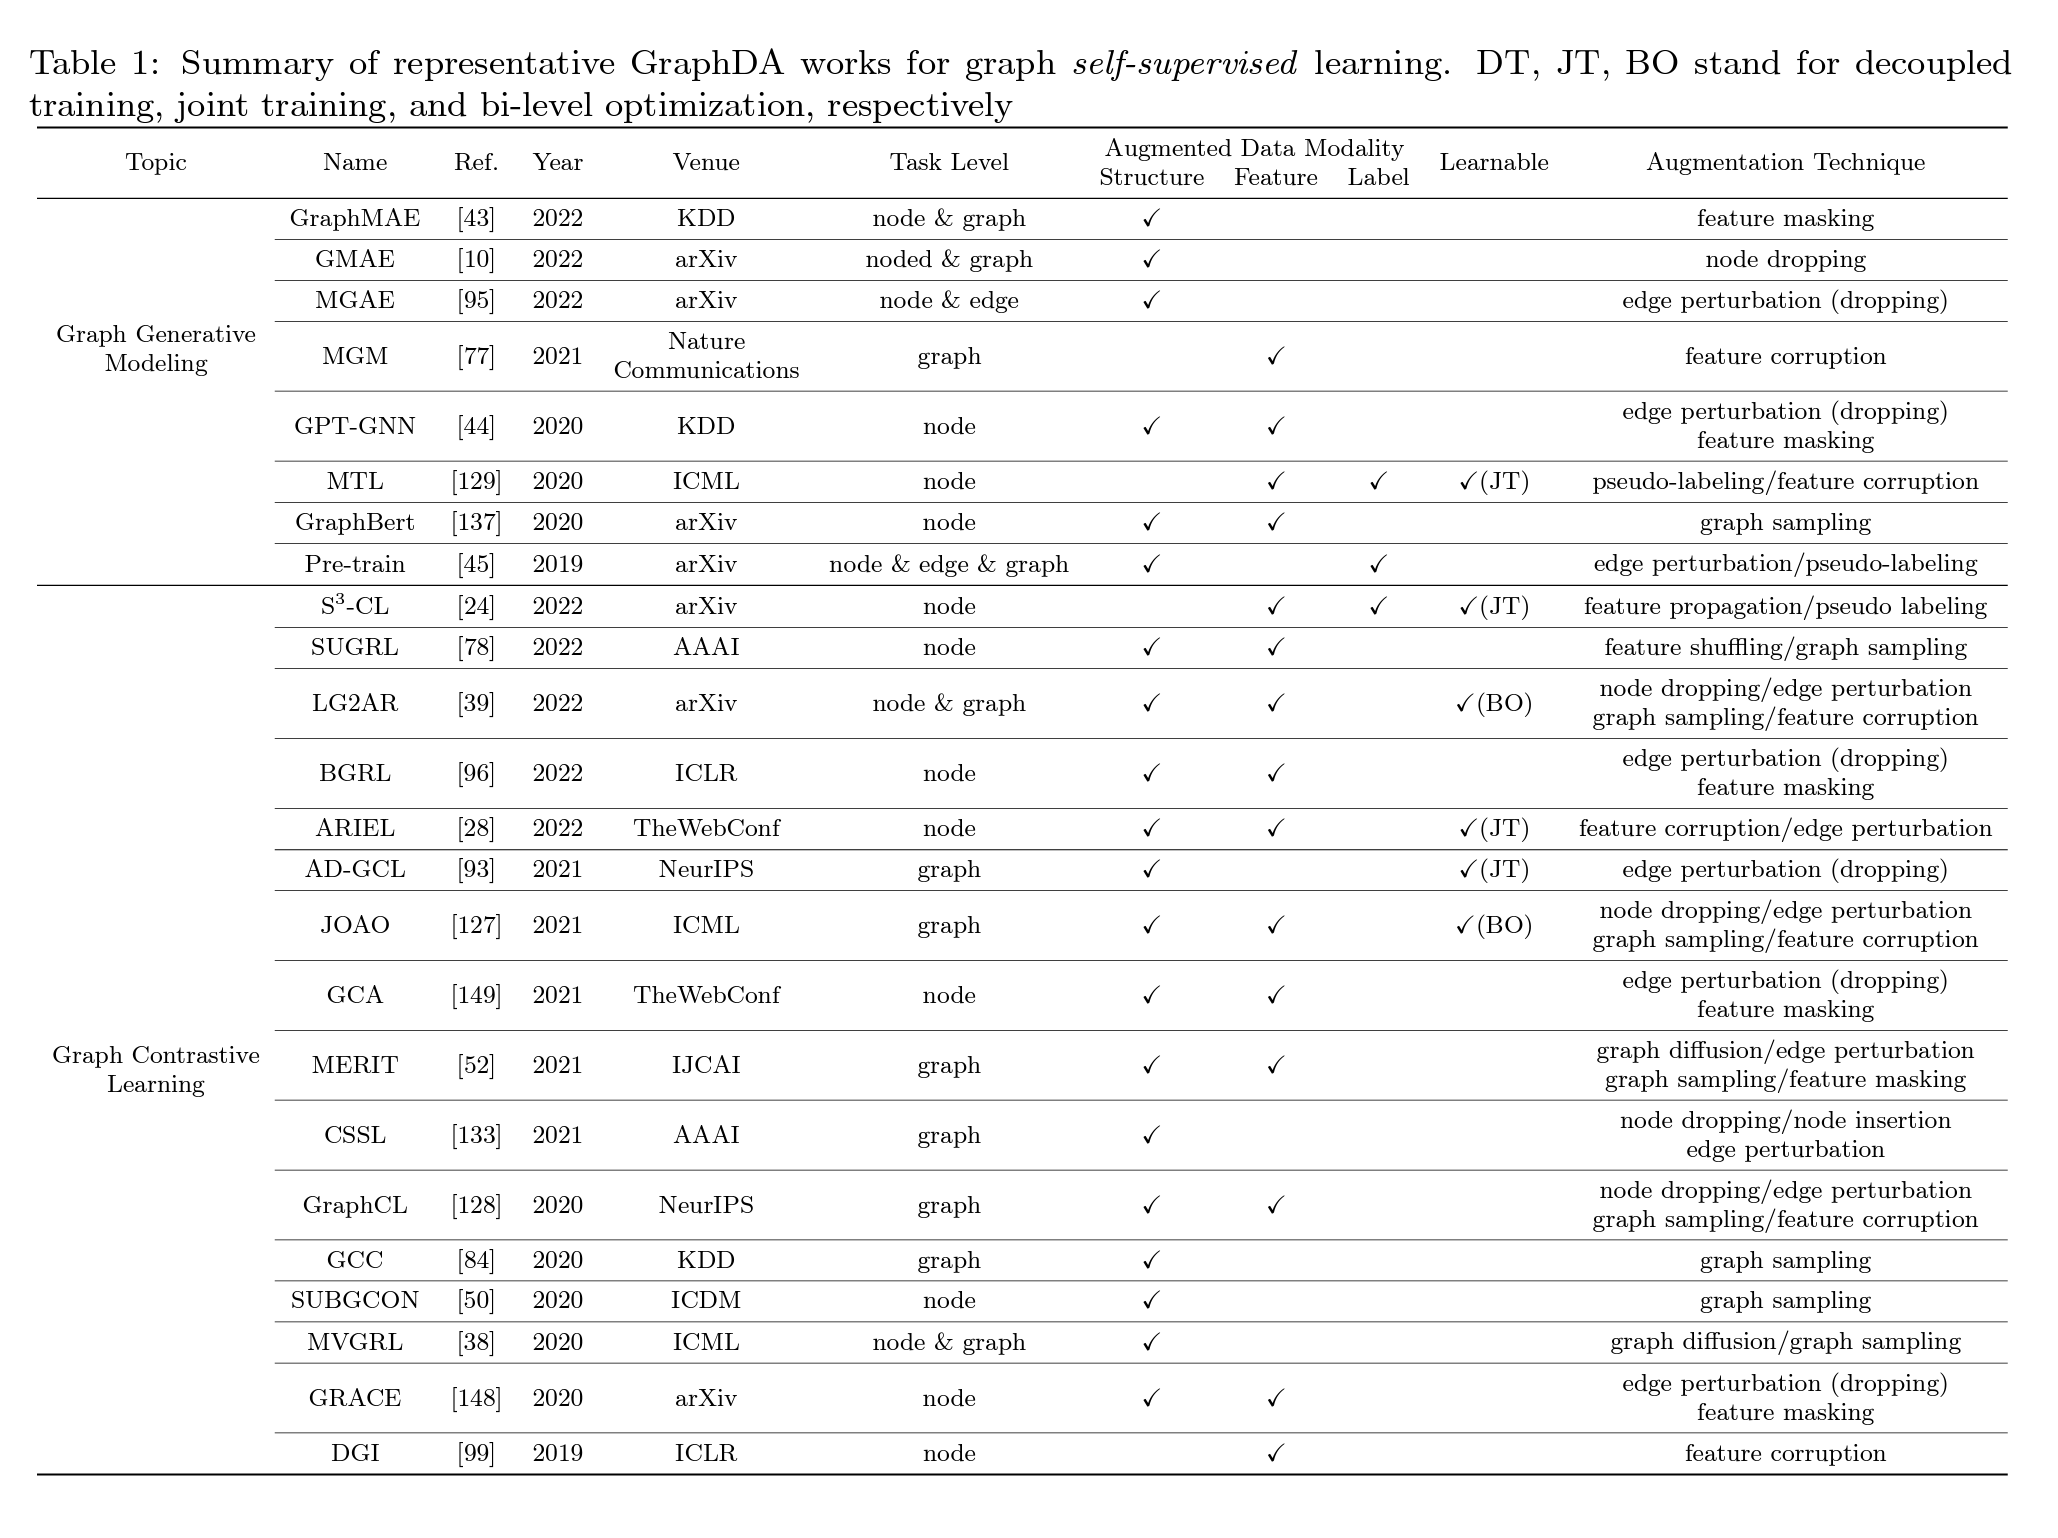 Table 1: Summary of representative GraphDA works for graph self-supervised learning. DT, JT, BO stand for decoupled
training, joint training, and bi-level optimization, respectively
Topic Name Ref. Year Venue Task Level Augmented Data Modality Learnable Augmentation Technique
Structure Feature Label
GraphMAE [43] 2022 KDD node & graph ✓ feature masking
GMAE [10] 2022 arXiv noded & graph ✓ node dropping
MGAE [95] 2022 arXiv node & edge ✓ edge perturbation (dropping)
Graph Generative
Modeling
MGM [77] 2021 Nature
Communications graph ✓ feature corruption
GPT-GNN [44] 2020 KDD node ✓ ✓ edge perturbation (dropping)
feature masking
MTL [129] 2020 ICML node ✓ ✓ ✓(JT) pseudo-labeling/feature corruption
GraphBert [137] 2020 arXiv node ✓ ✓ graph sampling
Pre-train [45] 2019 arXiv node & edge & graph ✓ ✓ edge perturbation/pseudo-labeling
S³-CL [24] 2022 arXiv node ✓ ✓ ✓(JT) feature propagation/pseudo labeling
SUGRL [78] 2022 AAAI node ✓ ✓ feature shuffling/graph sampling
LG2AR [39] 2022 arXiv node & graph ✓ ✓ ✓(BO) node dropping/edge perturbation
graph sampling/feature corruption
BGRL [96] 2022 ICLR node ✓ ✓ edge perturbation (dropping)
feature masking
ARIEL [28] 2022 TheWebConf node ✓ ✓ ✓(JT) feature corruption/edge perturbation
AD-GCL [93] 2021 NeurIPS graph ✓ ✓(JT) edge perturbation (dropping)
JOAO [127] 2021 ICML graph ✓ ✓ ✓(BO) node dropping/edge perturbation
graph sampling/feature corruption
GCA [149] 2021 TheWebConf node ✓ ✓ edge perturbation (dropping)
feature masking
Graph Contrastive
Learning
MERIT [52] 2021 IJCAI graph ✓ ✓ graph diffusion/edge perturbation
graph sampling/feature masking
CSSL [133] 2021 AAAI graph ✓ node dropping/node insertion
edge perturbation
GraphCL [128] 2020 NeurIPS graph ✓ ✓ node dropping/edge perturbation
graph sampling/feature corruption
GCC [84] 2020 KDD graph ✓ graph sampling
SUBGCON [50] 2020 ICDM node ✓ graph sampling
MVGRL [38] 2020 ICML node & graph ✓ graph diffusion/graph sampling
GRACE [148] 2020 arXiv node ✓ ✓ edge perturbation (dropping)
feature masking
DGI [99] 2019 ICLR node ✓ feature corruption